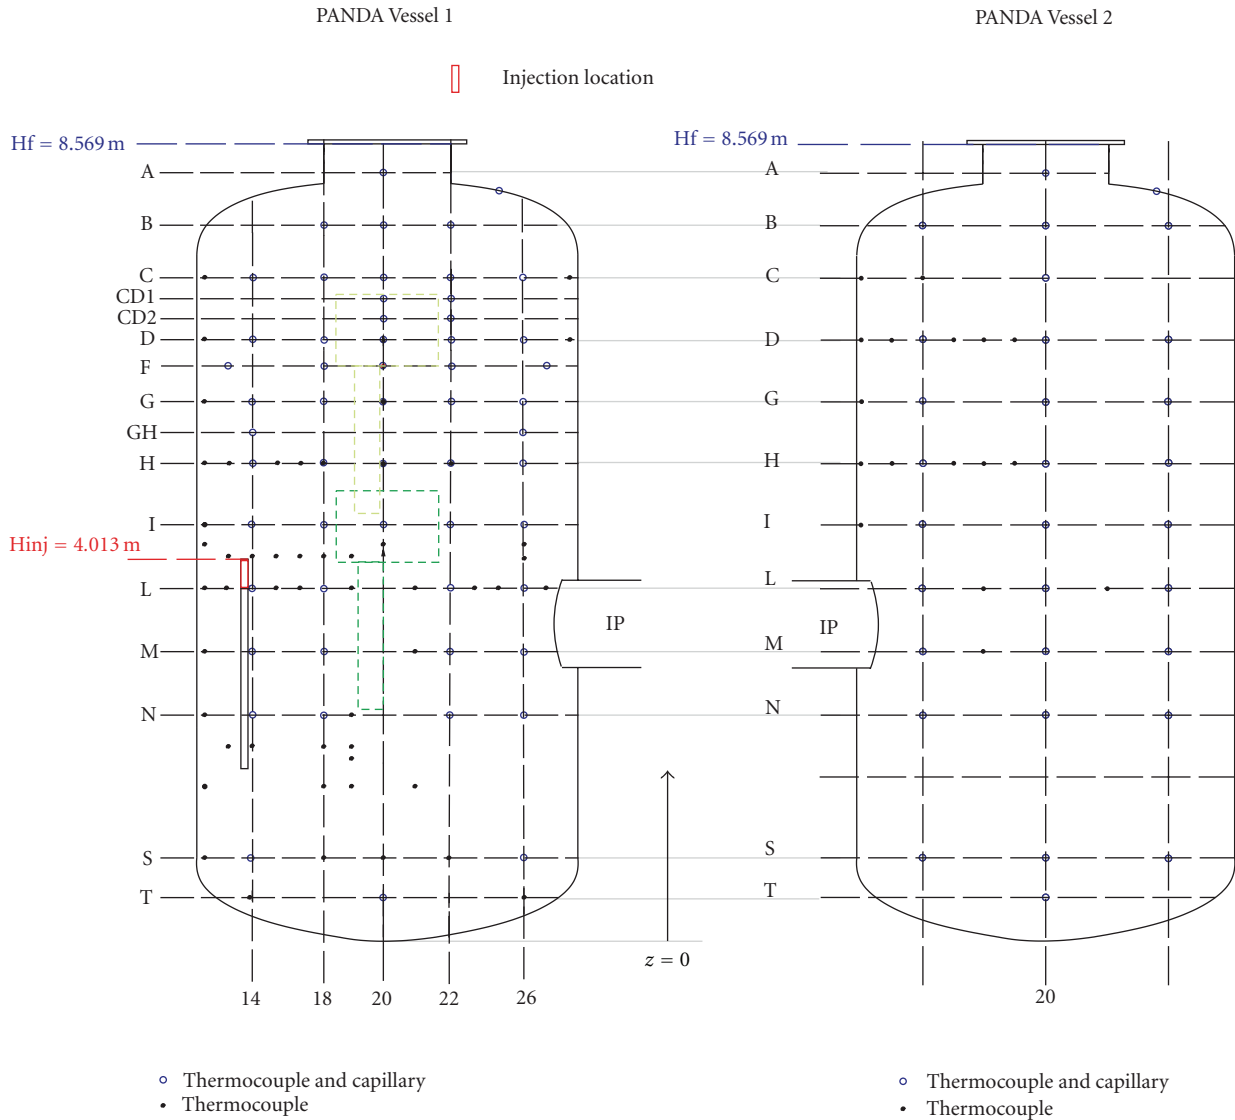 PANDA Vessel 1
PANDA Vessel 2
Injection location
Hf = 8.569 m
Hf = 8.569 m
A
A
B
B
C
C
CD1
CD2
D
D
F
G
G
GH
H
H
I
I
Hinj = 4.013 m
L
L
IP
IP
M
M
N
N
S
S
T
T
z = 0
14
18
20
22
26
20
Thermocouple and capillary
Thermocouple
Thermocouple and capillary
Thermocouple